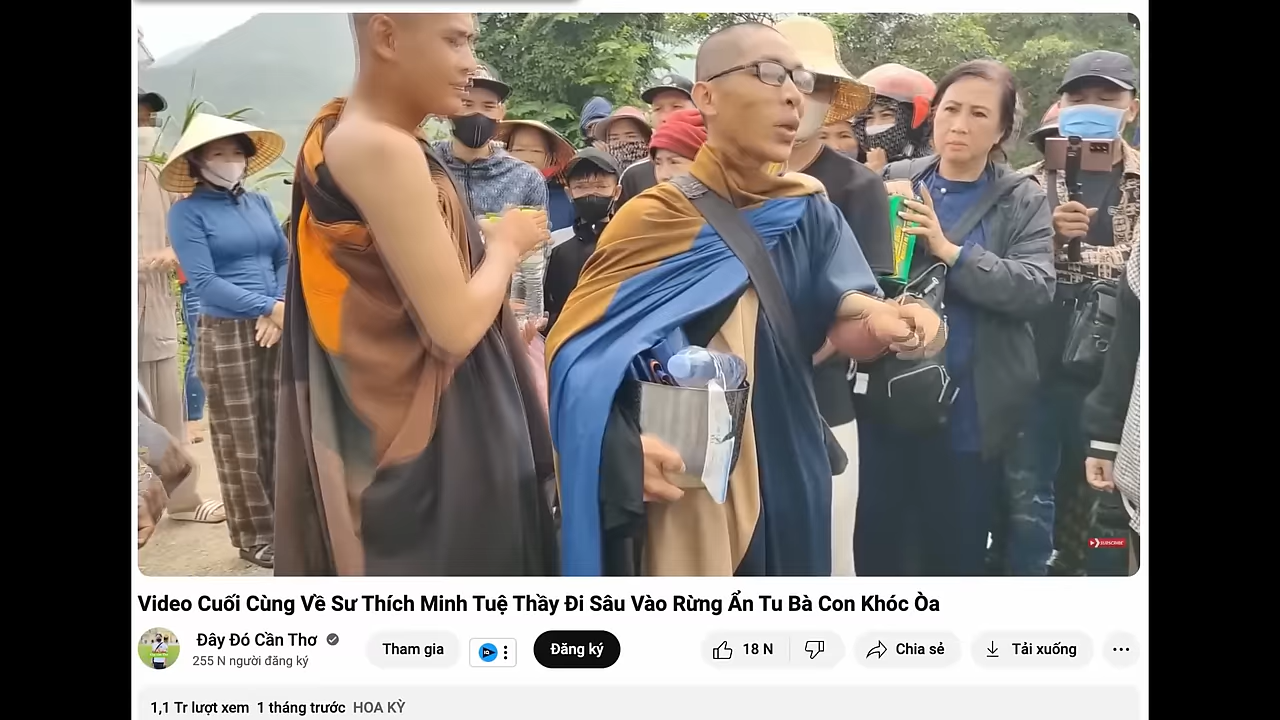 SUBSCRIBE
Video Cuối Cùng Về Sư Thích Minh Tuệ Thầy Đi Sâu Vào Rừng Ẩn Tu Bà Con Khóc Òa
Đây Đó Cần Thơ
255 N người đăng ký
Tham gia
Đăng ký
18 N
Chia sẻ
Tải xuống
1,1 Tr lượt xem 1 tháng trước HOA KỲ